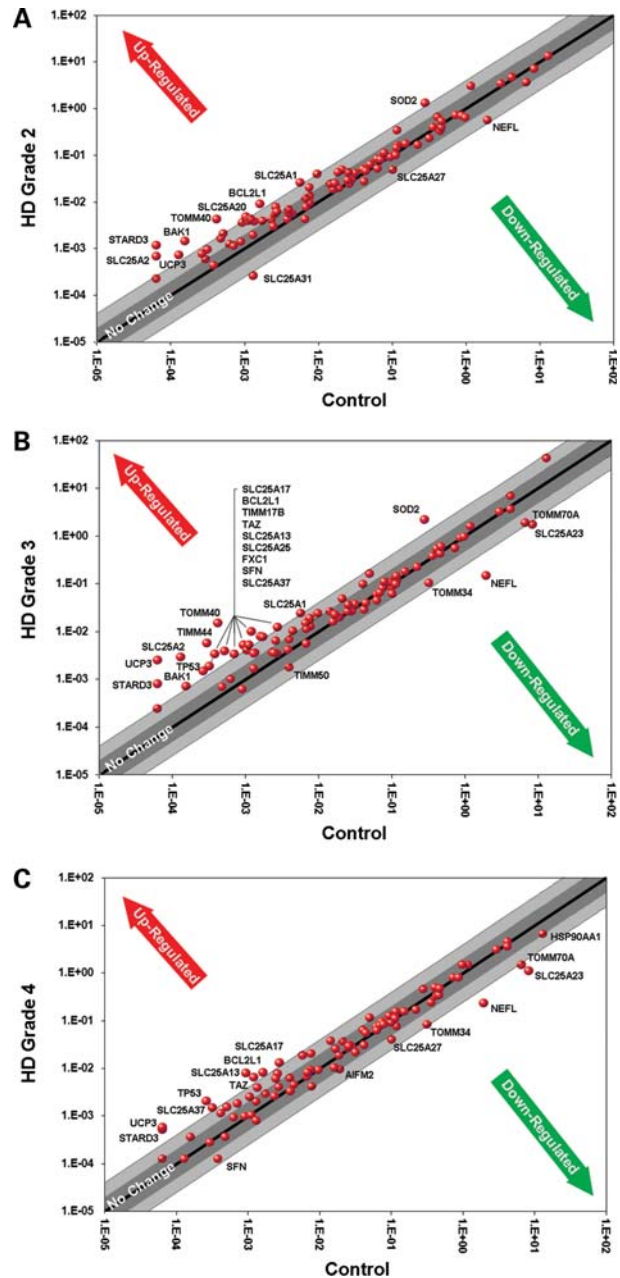 A
1.E+02
1.E+01
1.E+00
1.E-01
1.E-02
1.E-03
1.E-04
1.E-05
HD Grade 2
Up-Regulated
Down-Regulated
No Change
SOD2
NEFL
SLC25A1
SLC25A27
BCL2L1
SLC25A20
TOMM40
BAK1
STARD3
SLC25A2
UCP3
SLC25A31
1.E-05
1.E-04
1.E-03
1.E-02
1.E-01
1.E+00
1.E+01
1.E+02
Control
B
1.E+02
1.E+01
1.E+00
1.E-01
1.E-02
1.E-03
1.E-04
1.E-05
HD Grade 3
Up-Regulated
Down-Regulated
No Change
SLC25A17
BCL2L1
TIMM17B
TAZ
SLC25A13
SLC25A25
FXC1
SFN
SLC25A37
SOD2
TOMM70A
SLC25A23
NEFL
TOMM34
SLC25A1
TOMM40
TIMM44
SLC25A2
UCP3
TP53
BAK1
STARD3
TIMM50
1.E-05
1.E-04
1.E-03
1.E-02
1.E-01
1.E+00
1.E+01
1.E+02
Control
C
1.E+02
1.E+01
1.E+00
1.E-01
1.E-02
1.E-03
1.E-04
1.E-05
HD Grade 4
Up-Regulated
Down-Regulated
No Change
HSP90AA1
TOMM70A
SLC25A23
NEFL
TOMM34
SLC25A27
SLC25A17
BCL2L1
SLC25A13
AIFM2
TP53
TAZ
SLC25A37
UCP3
STARD3
SFN
1.E-05
1.E-04
1.E-03
1.E-02
1.E-01
1.E+00
1.E+01
1.E+02
Control